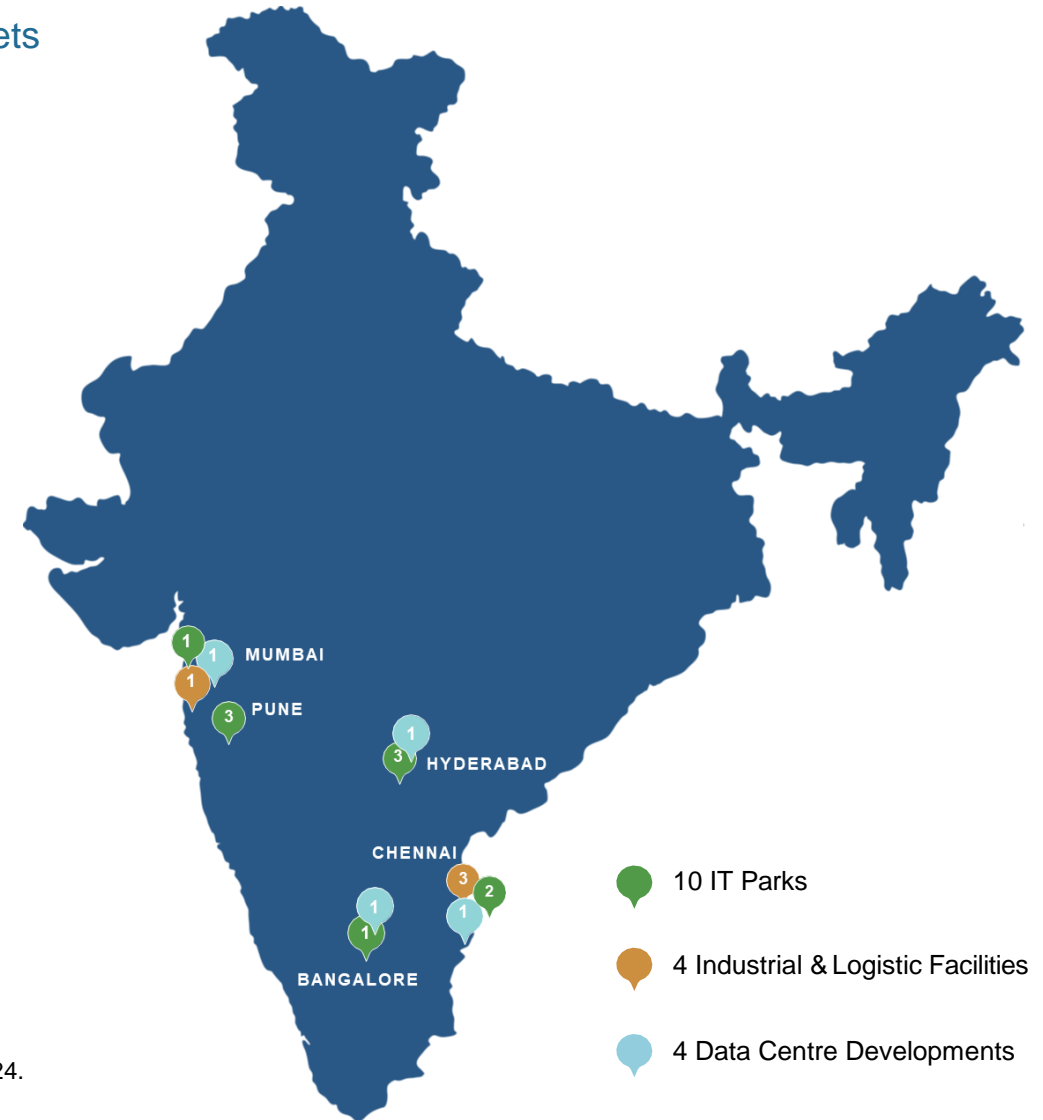 ets
1
1
MUMBAI
1
3
PUNE
1
3
HYDERABAD
CHENNAI
3
2
1
1
1
BANGALORE
10 IT Parks
4 Industrial & Logistic Facilities
4 Data Centre Developments
24.